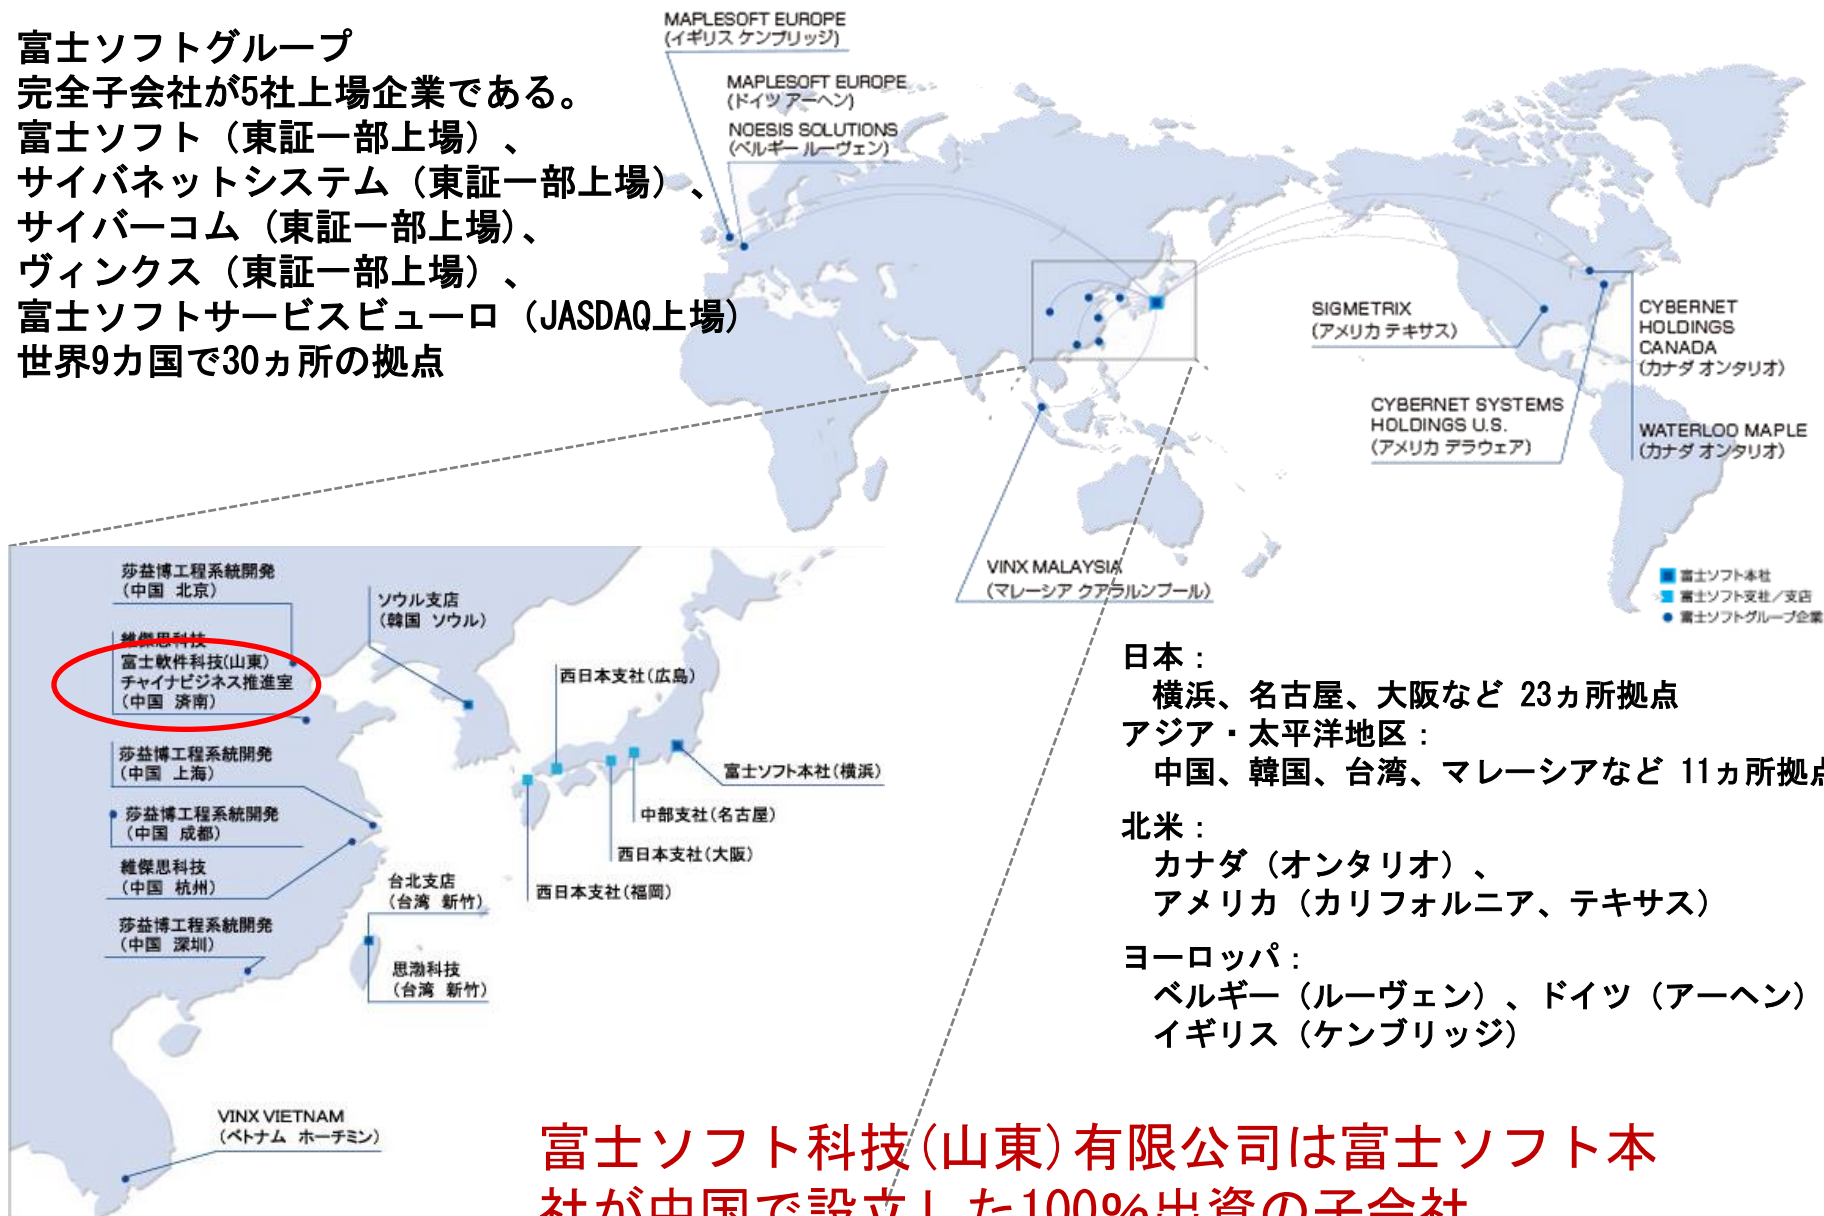 富士ソフトグループ
完全子会社が5社上場企業である。
富士ソフト（東証一部上場）、
サイバネットシステム（東証一部上場）、
サイバーコム（東証一部上場）、
ヴィンクス（東証一部上場）、
富士ソフトサービスビューロ（JASDAQ上場）
世界9カ国で30ヵ所の拠点
MAPLESOFT EUROPE
(イギリス ケンブリッジ)
MAPLESOFT EUROPE
(ドイツ アーヘン)
NOESIS SOLUTIONS
(ベルギー ルーヴェン)
SIGMETRIX
(アメリカ テキサス)
CYBERNET
HOLDINGS
CANADA
(カナダ オンタリオ)
CYBERNET SYSTEMS
HOLDINGS U.S.
(アメリカ デラウェア)
WATERLOO MAPLE
(カナダ オンタリオ)
VINX MALAYSIA
(マレーシア クアラルンプール)
富士ソフト本社
富士ソフト支社／支店
富士ソフトグループ企業
莎益博工程系統開発
(中国 北京)
維傑思科技
富士軟件科技(山東)
チャイナビジネス推進室
(中国 済南)
莎益博工程系統開発
(中国 上海)
莎益博工程系統開発
(中国 成都)
維傑思科技
(中国 杭州)
莎益博工程系統開発
(中国 深圳)
ソウル支店
(韓国 ソウル)
西日本支社(広島)
富士ソフト本社(横浜)
中部支社(名古屋)
西日本支社(大阪)
西日本支社(福岡)
台北支店
(台湾 新竹)
思渤科技
(台湾 新竹)
VINX VIETNAM
(ベトナム ホーチミン)
日本：
横浜、名古屋、大阪など 23ヵ所拠点
アジア・太平洋地区：
中国、韓国、台湾、マレーシアなど 11ヵ所拠点
北米：
カナダ（オンタリオ）、
アメリカ（カリフォルニア、テキサス）
ヨーロッパ：
ベルギー（ルーヴェン）、ドイツ（アーヘン）
イギリス（ケンブリッジ）
富士ソフト科技(山東)有限公司は富士ソフト本
社が中国で設立した100%出資の子会社